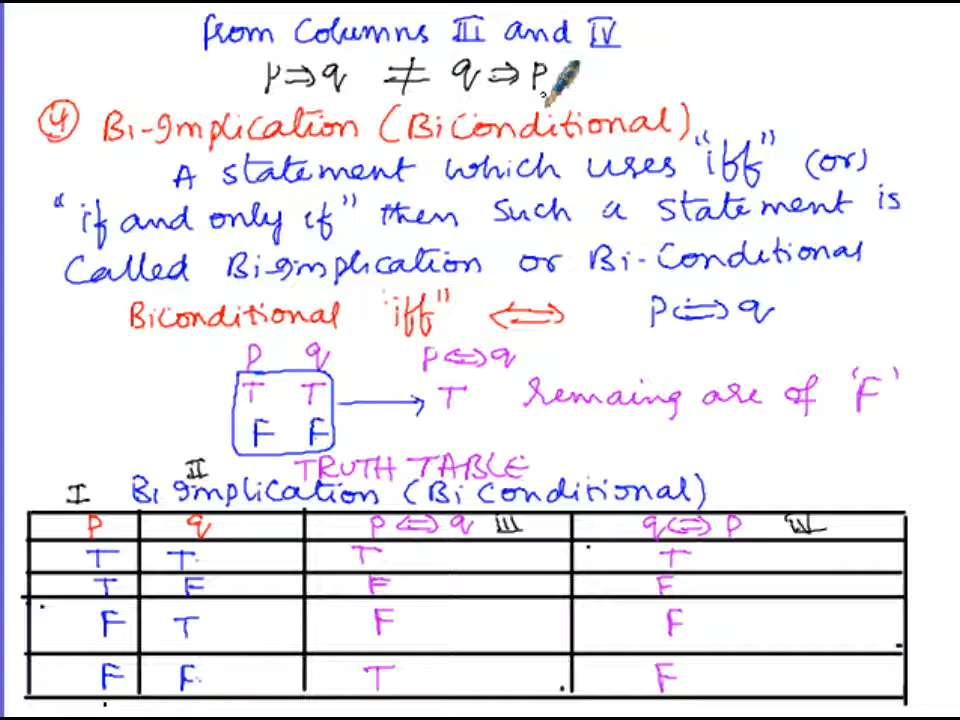 from Columns III and IV
p⇒q ≠ q⇒p
4 Bi-Implication (BiConditional)
A statement which uses "iff" (or)
"if and only if" then such a statement is
Called Bi-implication or Bi-Conditional
Biconditional "iff" ⇔ p⇔q
p q p⇔q
T T → T remaing are of 'F'
F F
TRUTH TABLE
I II Bi Implication (Bi Conditional)
p q p⇔q III q⇔p IV
T T T T
T F F F
F T F F
F F T F